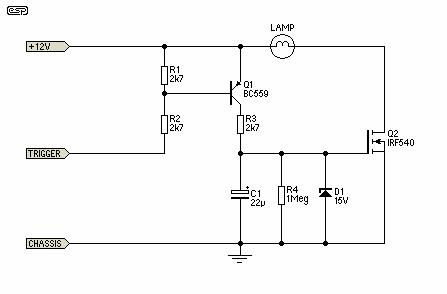 esp
+12V
LAMP
R1
2k7
Q1
BC559
R2
2k7
R3
2k7
Q2
IRF540
TRIGGER
C1
22µ
R4
1Meg
D1
15V
CHASSIS